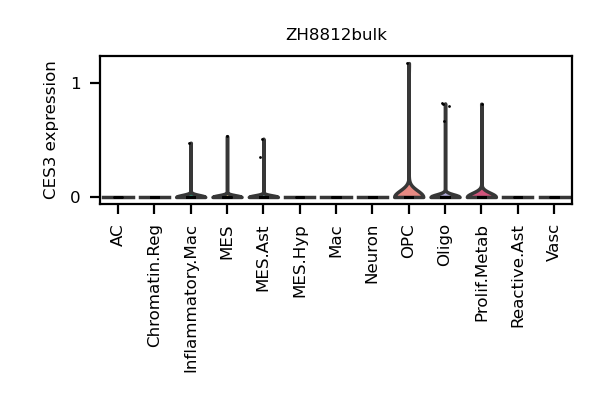 ZH8812bulk
CES3 expression
1
0
AC
Chromatin.Reg
Inflammatory.Mac
MES
MES.Ast
MES.Hyp
Mac
Neuron
OPC
Oligo
Prolif.Metab
Reactive.Ast
Vasc